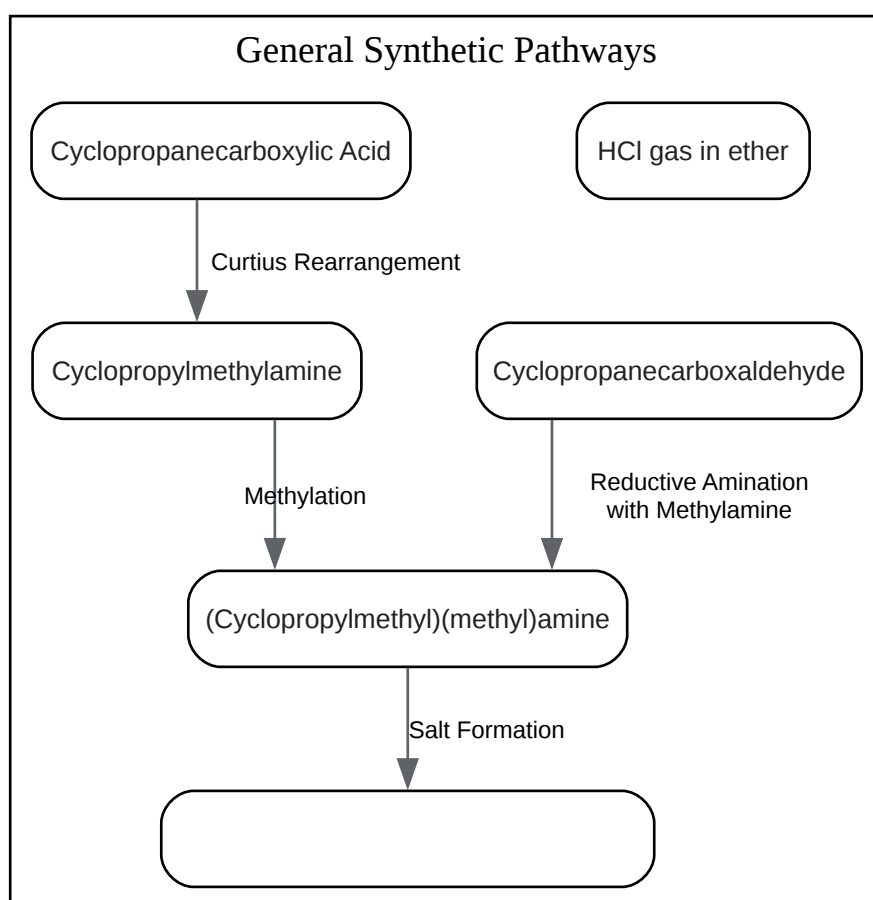 General Synthetic Pathways
Cyclopropanecarboxylic Acid
HCl gas in ether
Curtius Rearrangement
Cyclopropylmethylamine
Cyclopropanecarboxaldehyde
Methylation
Reductive Amination
with Methylamine
(Cyclopropylmethyl)(methyl)amine
Salt Formation